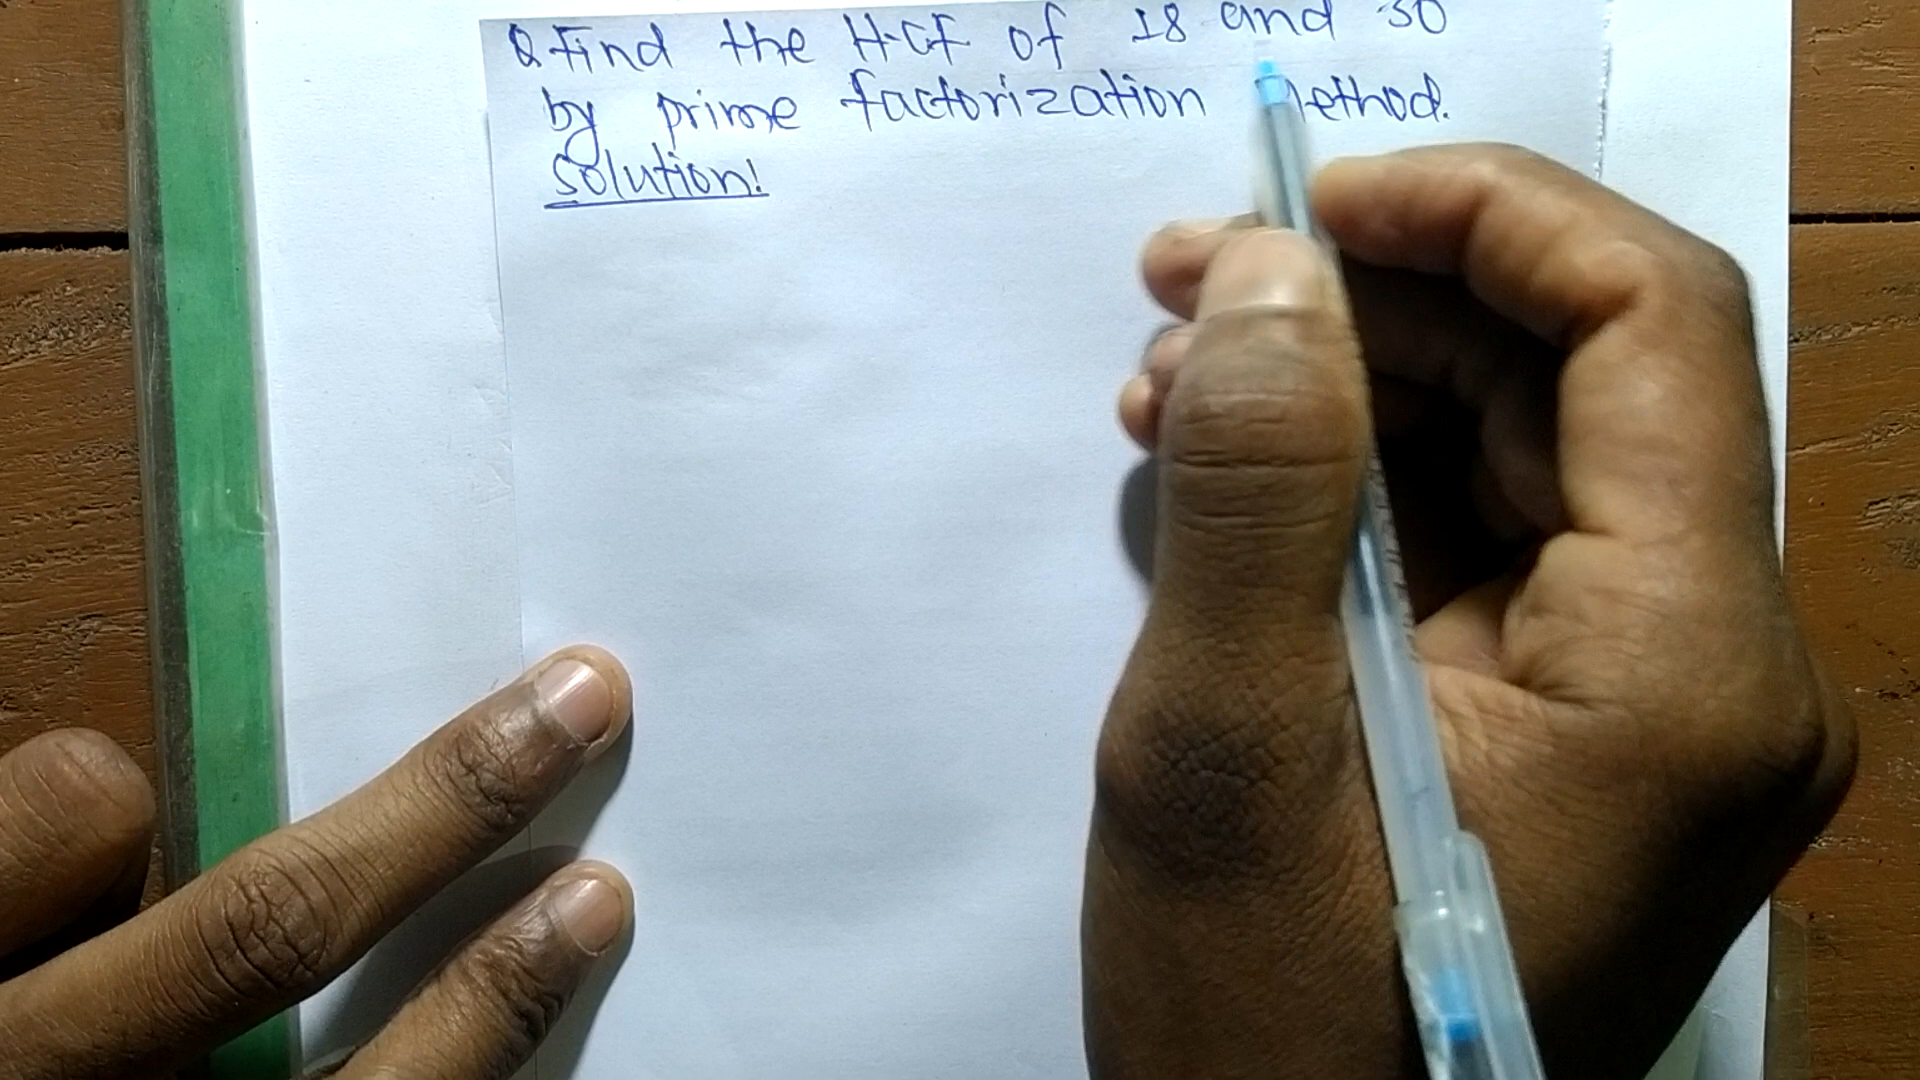 Q Find the H.C.F of 18 and 30
by prime factorization method.
Solution: